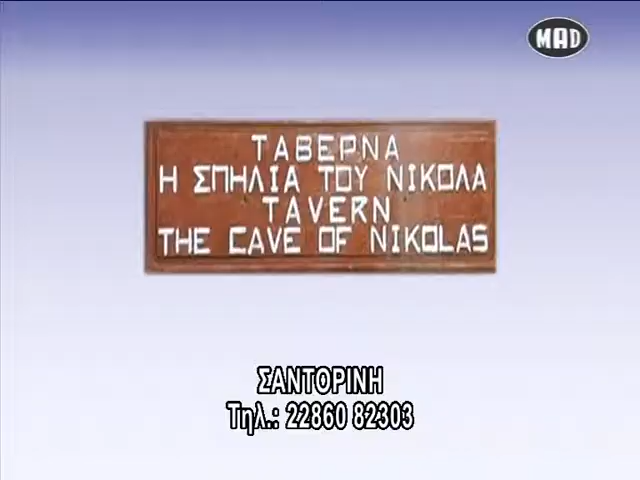 MAD
ΤΑΒΕΡΝΑ
Η ΣΠΗΛΙΑ ΤΟΥ ΝΙΚΟΛΑ
TAVERN
THE CAVE OF NIKOLAS
ΣΑΝΤΟΡΙΝΗ
Τηλ.: 22860 82303